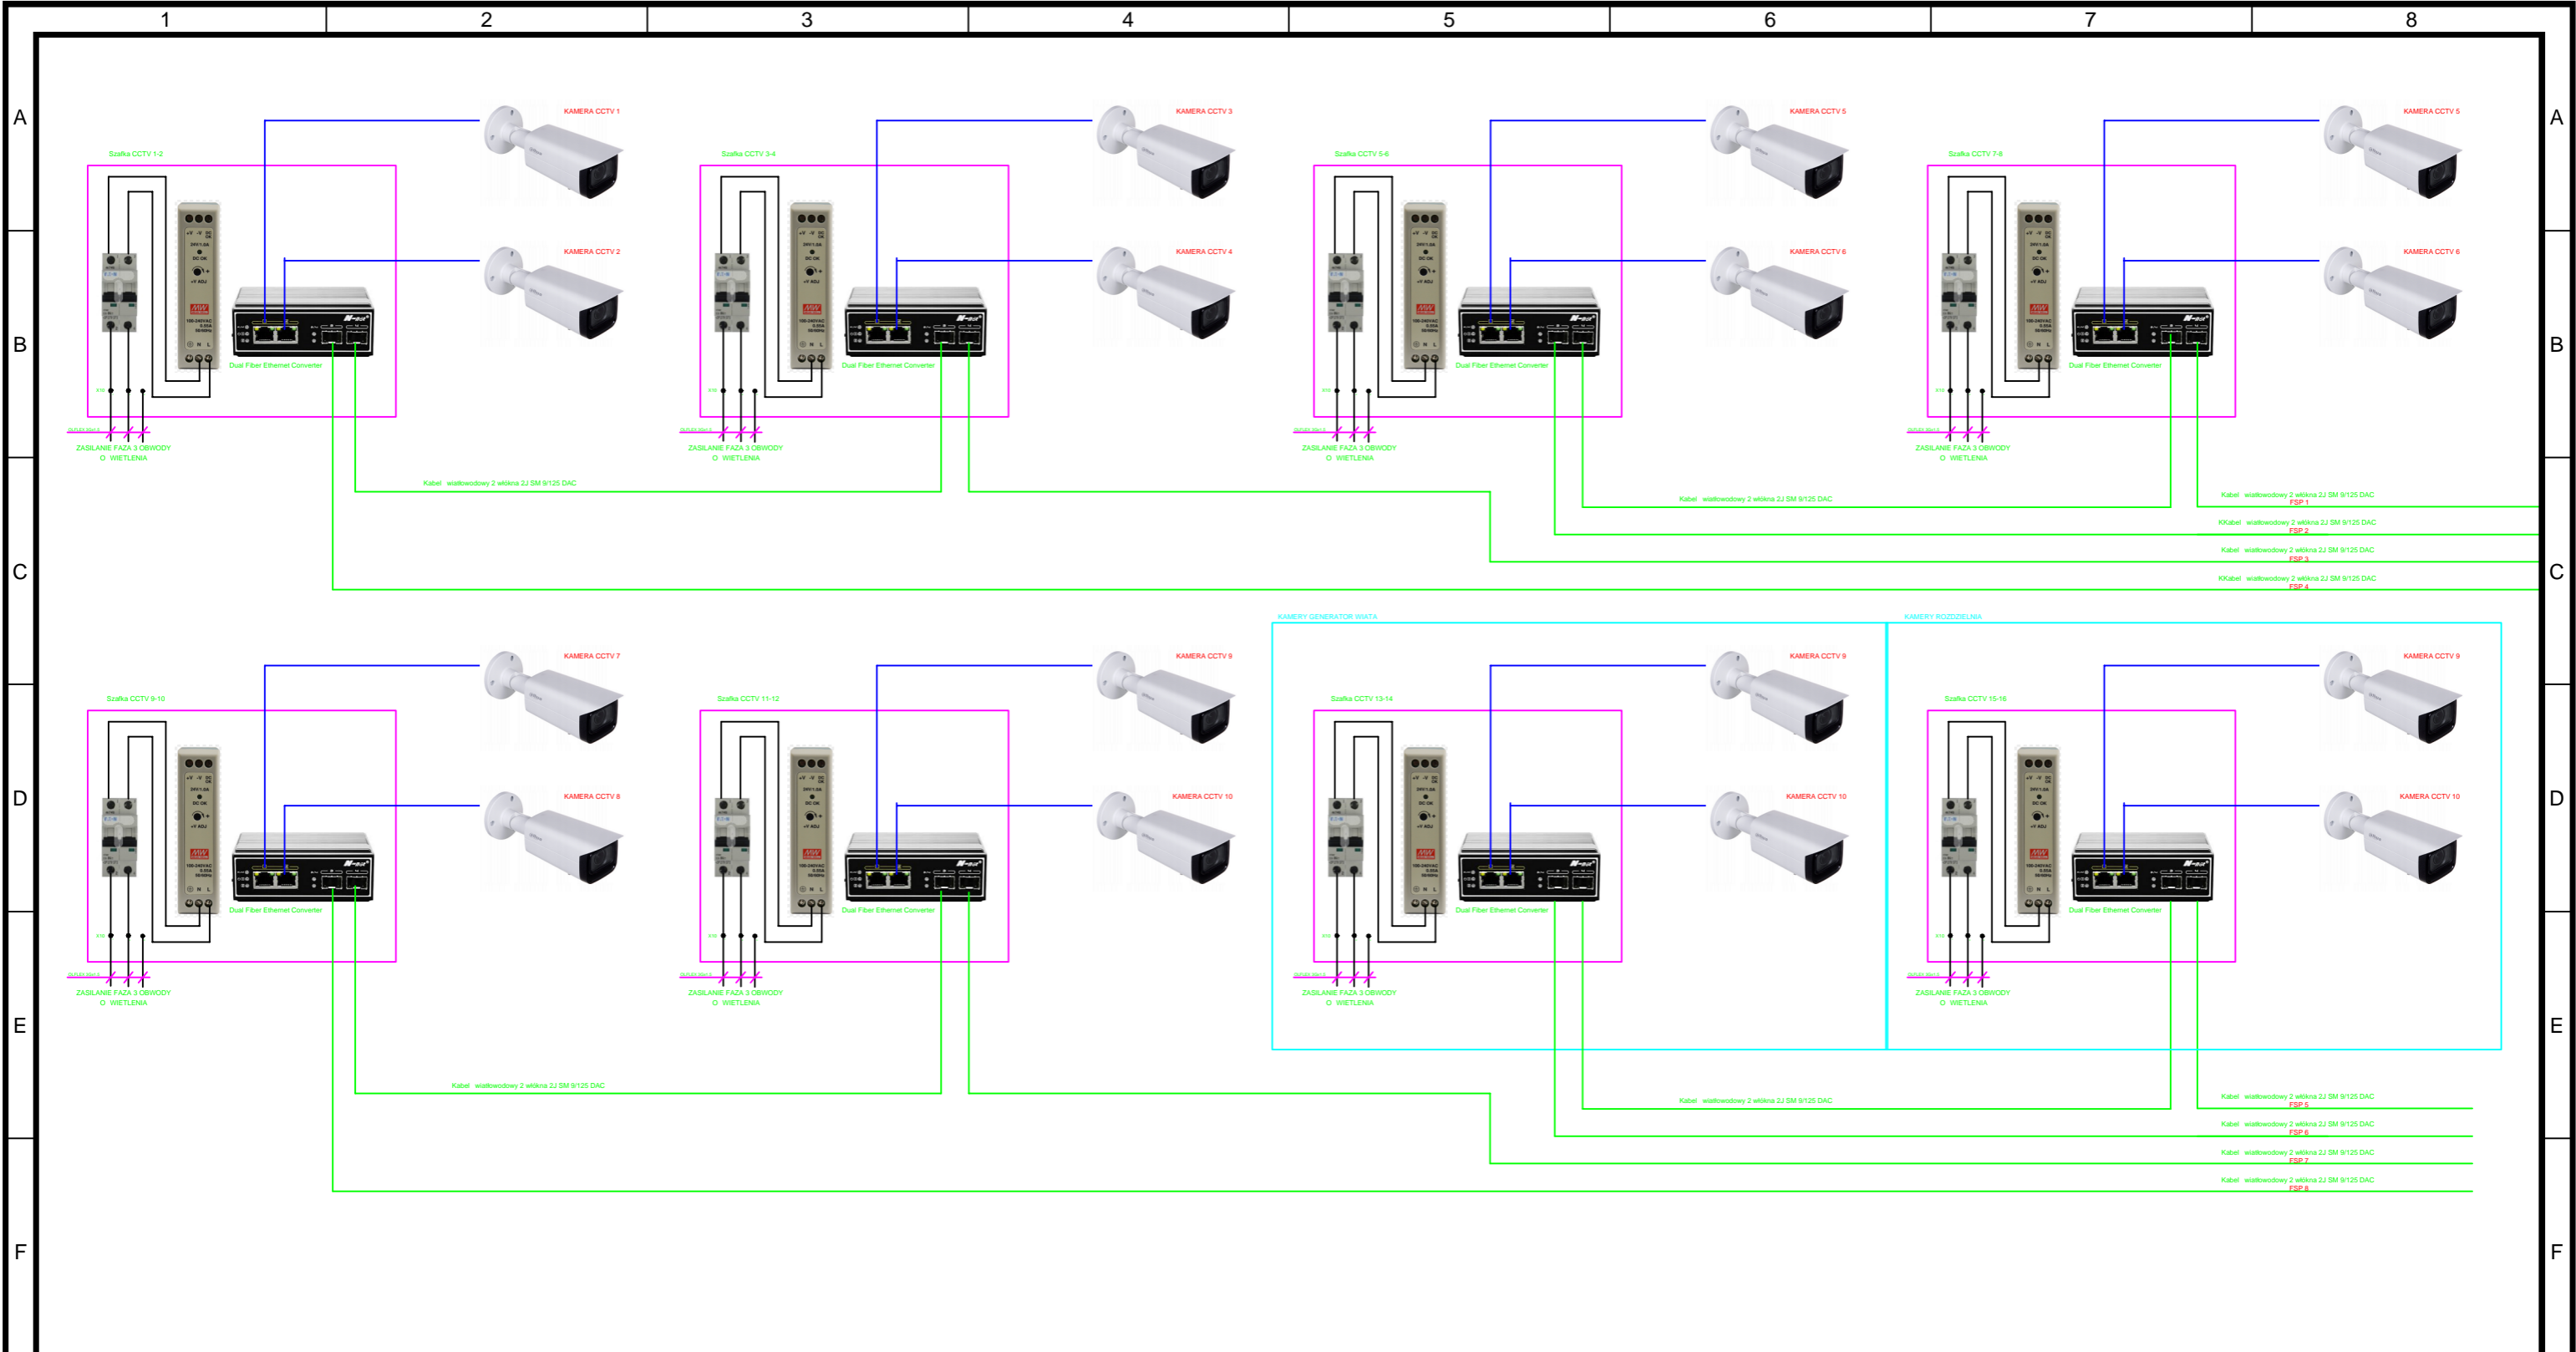 1 2 3 4 5 6 7 8
A A
KAMERA CCTV 1 KAMERA CCTV 3 KAMERA CCTV 5 KAMERA CCTV 5
Szafka CCTV 1-2 Szafka CCTV 3-4 Szafka CCTV 5-6 Szafka CCTV 7-8
KAMERA CCTV 2 KAMERA CCTV 4 KAMERA CCTV 6 KAMERA CCTV 6
+V -V DC OK
24V/1.0A
DC OK
+V ADJ
MW
100-240VAC
0.55A
50/60Hz
N L
B B
Dual Fiber Ethernet Converter Dual Fiber Ethernet Converter Dual Fiber Ethernet Converter Dual Fiber Ethernet Converter
ZASILANIE FAZA 3 OBWODY ZASILANIE FAZA 3 OBWODY ZASILANIE FAZA 3 OBWODY ZASILANIE FAZA 3 OBWODY
O WIETLENIA O WIETLENIA O WIETLENIA O WIETLENIA
Kabel wiatłowodowy 2 włókna 2J SM 9/125 DAC
Kabel wiatłowodowy 2 włókna 2J SM 9/125 DAC
Kabel wiatłowodowy 2 włókna 2J SM 9/125 DAC
FSP 1
KKabel wiatłowodowy 2 włókna 2J SM 9/125 DAC
FSP 2
Kabel wiatłowodowy 2 włókna 2J SM 9/125 DAC
FSP 3
C C
KKabel wiatłowodowy 2 włókna 2J SM 9/125 DAC
FSP 4
KAMERY GENERATOR WIATA KAMERY ROZDZIELNIA
KAMERA CCTV 7 KAMERA CCTV 9 KAMERA CCTV 9 KAMERA CCTV 9
Szafka CCTV 9-10 Szafka CCTV 11-12 Szafka CCTV 13-14 Szafka CCTV 15-16
KAMERA CCTV 8 KAMERA CCTV 10 KAMERA CCTV 10 KAMERA CCTV 10
D D
Dual Fiber Ethernet Converter Dual Fiber Ethernet Converter Dual Fiber Ethernet Converter Dual Fiber Ethernet Converter
ZASILANIE FAZA 3 OBWODY ZASILANIE FAZA 3 OBWODY ZASILANIE FAZA 3 OBWODY ZASILANIE FAZA 3 OBWODY
O WIETLENIA O WIETLENIA O WIETLENIA O WIETLENIA
E E
Kabel wiatłowodowy 2 włókna 2J SM 9/125 DAC
Kabel wiatłowodowy 2 włókna 2J SM 9/125 DAC
Kabel wiatłowodowy 2 włókna 2J SM 9/125 DAC
FSP 5
Kabel wiatłowodowy 2 włókna 2J SM 9/125 DAC
FSP 6
Kabel wiatłowodowy 2 włókna 2J SM 9/125 DAC
FSP 7
Kabel wiatłowodowy 2 włókna 2J SM 9/125 DAC
FSP 8
F F